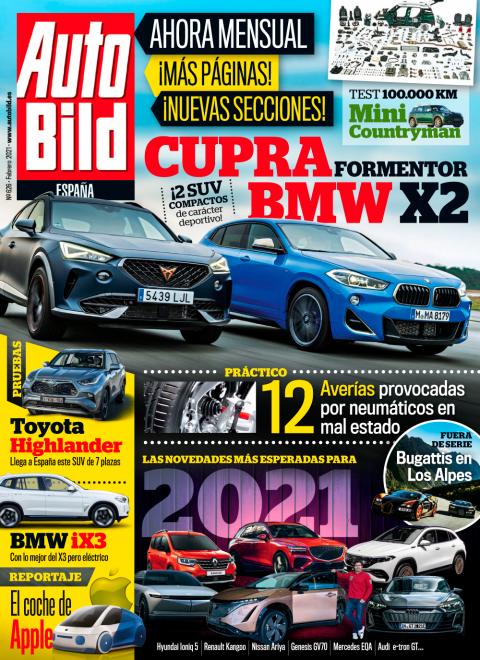 Auto
Bild
ESPAÑA
Nº 626 • Febrero 2021 • www.autobild.es
AHORA MENSUAL
¡MÁS PÁGINAS!
¡NUEVAS SECCIONES!
TEST 100.000 KM
Mini
Countryman
CUPRA FORMENTOR
¡2 SUV
COMPACTOS
de carácter
deportivo!
BMW X2
5439 LJL
M·MA 8179
PRUEBAS
Toyota
Highlander
Llega a España este SUV de 7 plazas
BMW iX3
Con lo mejor del X3 pero eléctrico
REPORTAJE
El coche de
Apple
PRÁCTICO
12 Averías provocadas
por neumáticos en
mal estado
FUERA
DE SERIE
Bugattis en
Los Alpes
LAS NOVEDADES MÁS ESPERADAS PARA
2021
Hyundai Ioniq 5 | Renault Kangoo | Nissan Ariya | Genesis GV70 | Mercedes EQA | Audi e-tron GT...